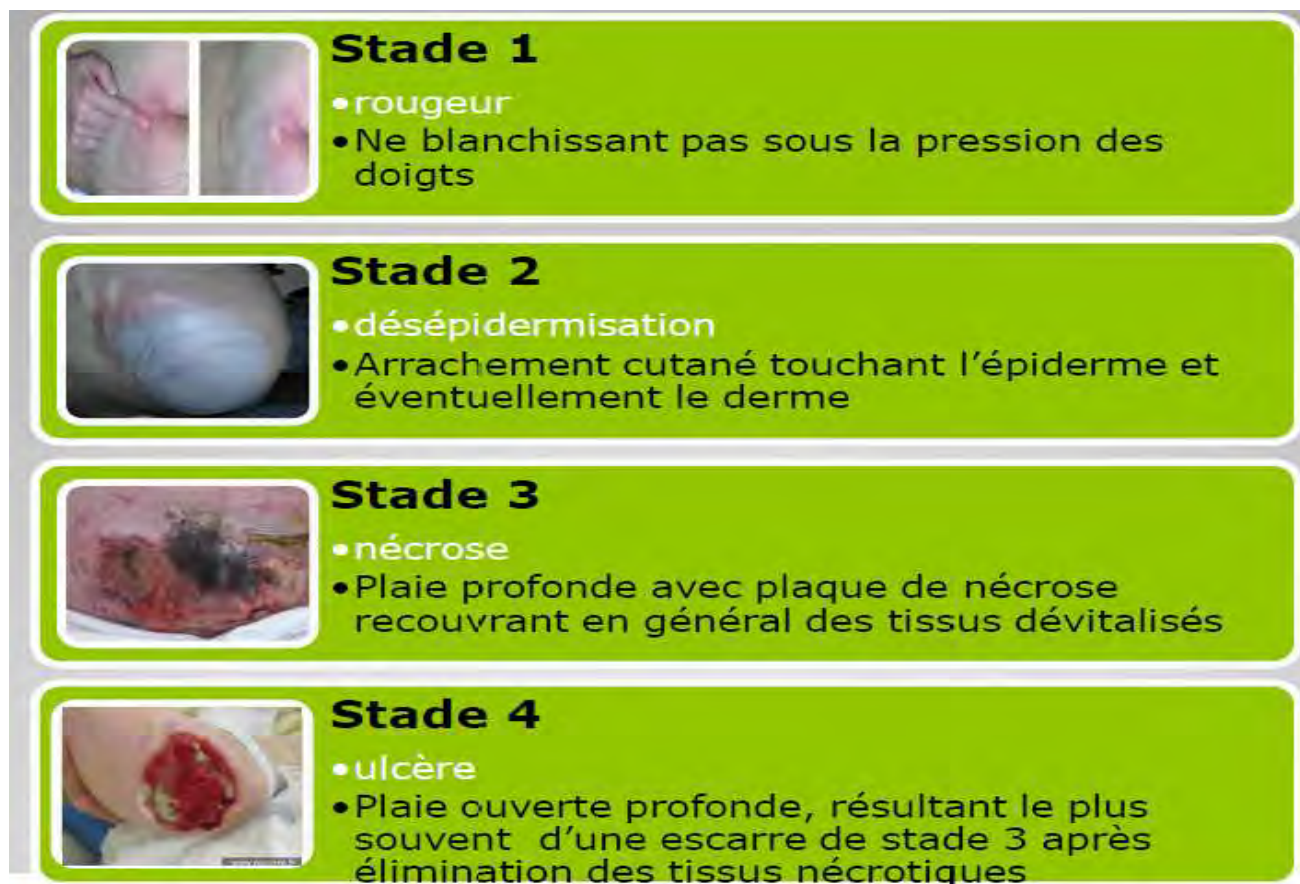 Stade 1
•rougeur
•Ne blanchissant pas sous la pression des
doigts
Stade 2
•désépidermisation
•Arrachement cutané touchant l'épiderme et
éventuellement le derme
Stade 3
•nécrose
•Plaie profonde avec plaque de nécrose
recouvrant en général des tissus dévitalisés
Stade 4
•ulcère
•Plaie ouverte profonde, résultant le plus
souvent d'une escarre de stade 3 après
élimination des tissus nécrotiques